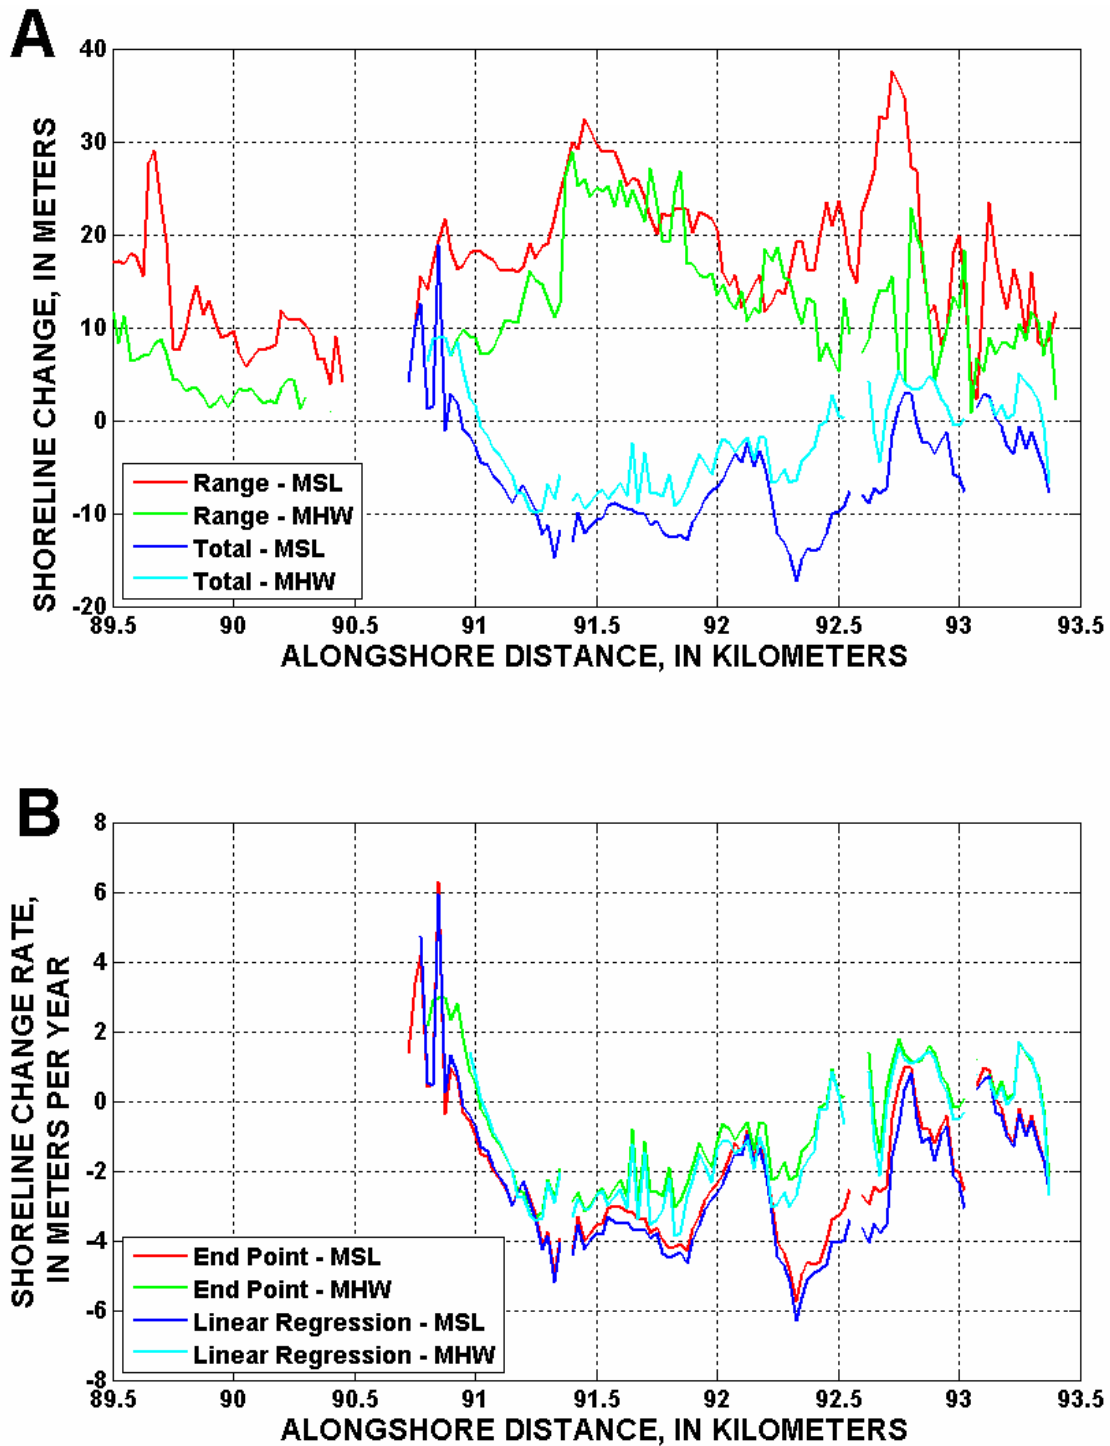 A
SHORELINE CHANGE, IN METERS
40
30
20
10
0
-10
-20
Range - MSL
Range - MHW
Total - MSL
Total - MHW
89.5 90 90.5 91 91.5 92 92.5 93 93.5
ALONGSHORE DISTANCE, IN KILOMETERS
B
SHORELINE CHANGE RATE,
IN METERS PER YEAR
8
6
4
2
0
-2
-4
-6
-8
End Point - MSL
End Point - MHW
Linear Regression - MSL
Linear Regression - MHW
89.5 90 90.5 91 91.5 92 92.5 93 93.5
ALONGSHORE DISTANCE, IN KILOMETERS